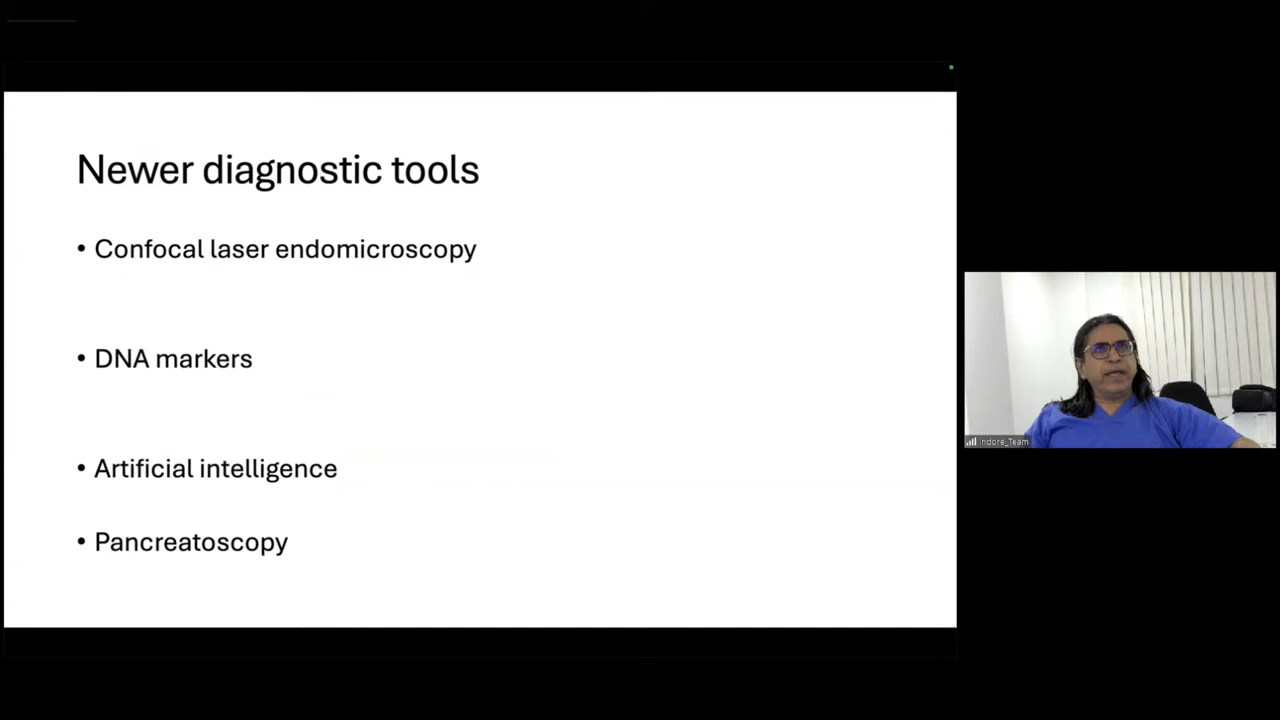 Newer diagnostic tools
• Confocal laser endomicroscopy
• DNA markers
• Artificial intelligence
• Pancreatoscopy
Indore_Team